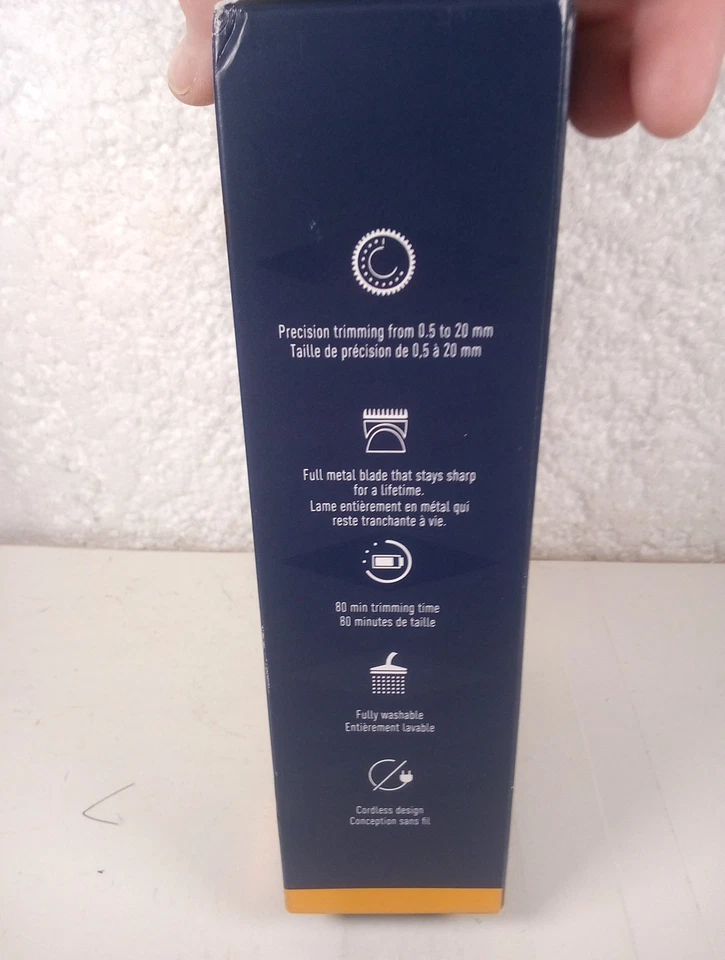 Precision trimming from 0.5 to 20 mm
Taille de précision de 0,5 à 20 mm
Full metal blade that stays sharp
for a lifetime.
Lame entièrement en métal qui
reste tranchante à vie.
80 min trimming time
80 minutes de taille
Fully washable
Entièrement lavable
Cordless design
Conception sans fil